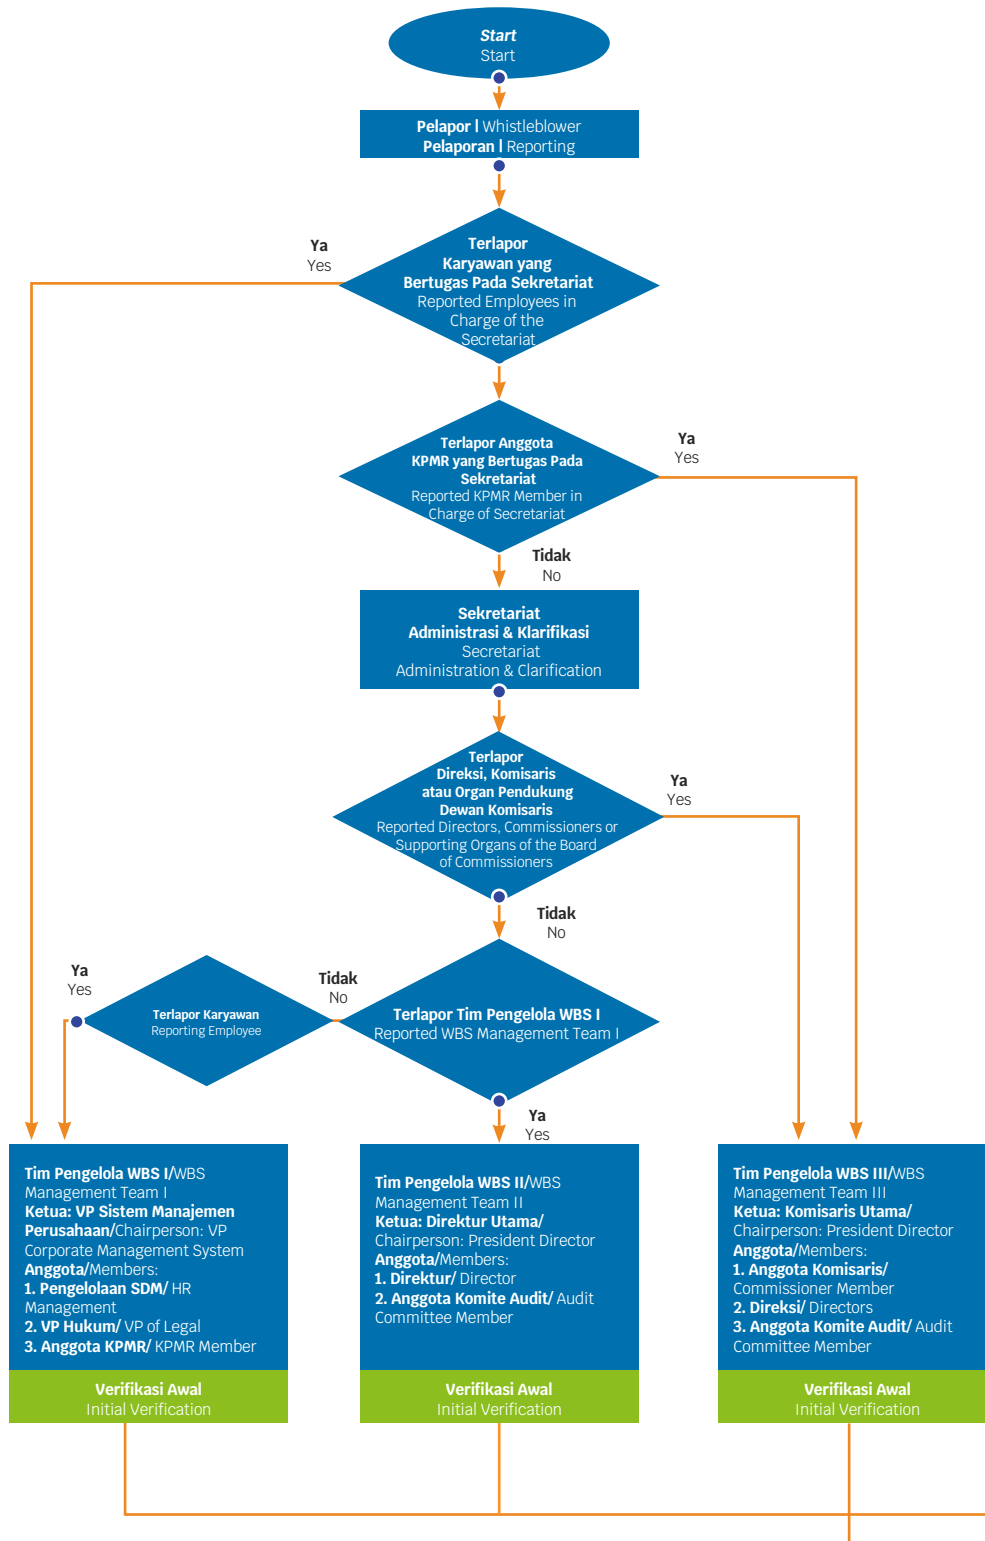 Start
Start
Pelapor | Whistleblower
Pelaporan | Reporting
Ya
Yes
Terlapor
Karyawan yang
Bertugas Pada Sekretariat
Reported Employees in
Charge of the
Secretariat
Terlapor Anggota
KPMR yang Bertugas Pada
Sekretariat
Reported KPMR Member in
Charge of Secretariat
Ya
Yes
Tidak
No
Sekretariat
Administrasi & Klarifikasi
Secretariat
Administration & Clarification
Terlapor
Direksi, Komisaris
atau Organ Pendukung
Dewan Komisaris
Reported Directors, Commissioners or
Supporting Organs of the Board
of Commissioners
Ya
Yes
Tidak
No
Ya
Yes
Terlapor Karyawan
Reporting Employee
Tidak
No
Terlapor Tim Pengelola WBS I
Reported WBS Management Team I
Ya
Yes
Tim Pengelola WBS I/WBS
Management Team I
Ketua: VP Sistem Manajemen
Perusahaan/Chairperson: VP
Corporate Management System
Anggota/Members:
1. Pengelolaan SDM/ HR
Management
2. VP Hukum/ VP of Legal
3. Anggota KPMR/ KPMR Member
Verifikasi Awal
Initial Verification
Tim Pengelola WBS II/WBS
Management Team II
Ketua: Direktur Utama/
Chairperson: President Director
Anggota/Members:
1. Direktur/ Director
2. Anggota Komite Audit/ Audit
Committee Member
Verifikasi Awal
Initial Verification
Tim Pengelola WBS III/WBS
Management Team III
Ketua: Komisaris Utama/
Chairperson: President Director
Anggota/Members:
1. Anggota Komisaris/
Commissioner Member
2. Direksi/ Directors
3. Anggota Komite Audit/ Audit
Committee Member
Verifikasi Awal
Initial Verification